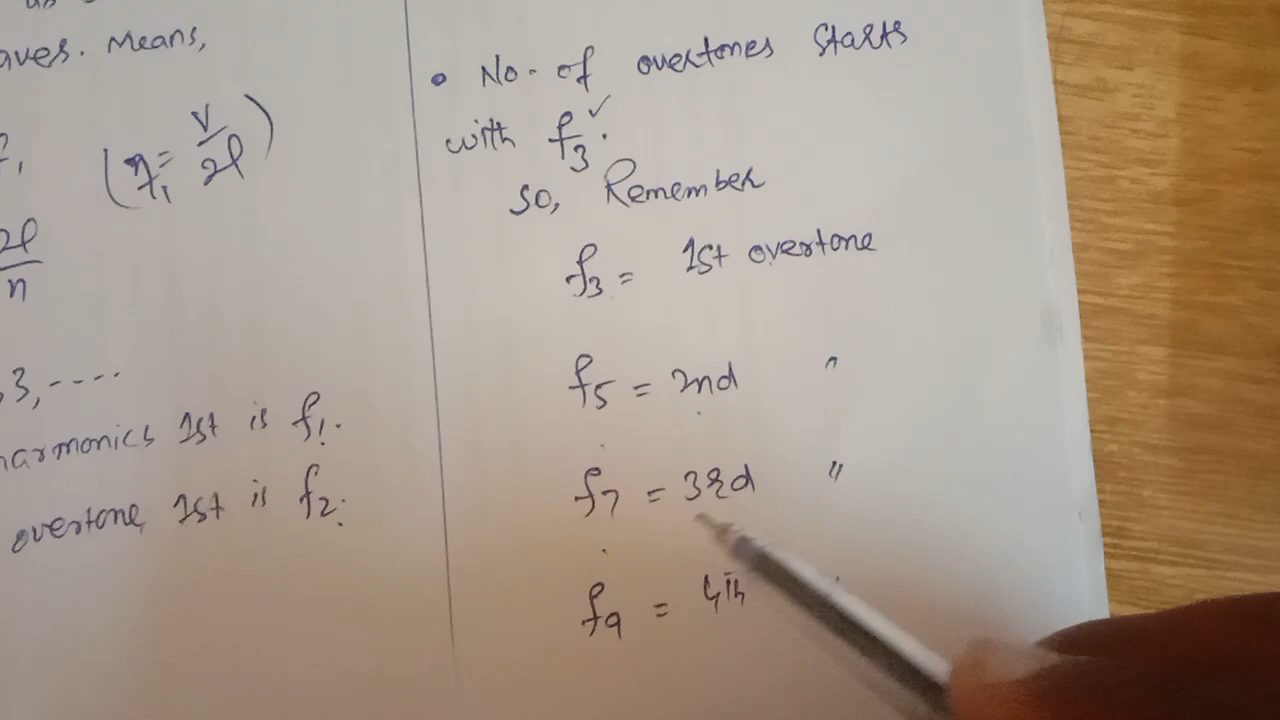 aves. Means,
(f₁ = v/2l)
2l/n
3, ----
harmonics 1st is f₁.
overtone, 1st is f₂.
• No. of overtones Starts
with f₃ ✓.
So, Remember
f₃ = 1st overtone
f₅ = 2nd "
f₇ = 3rd "
f₉ = 4th